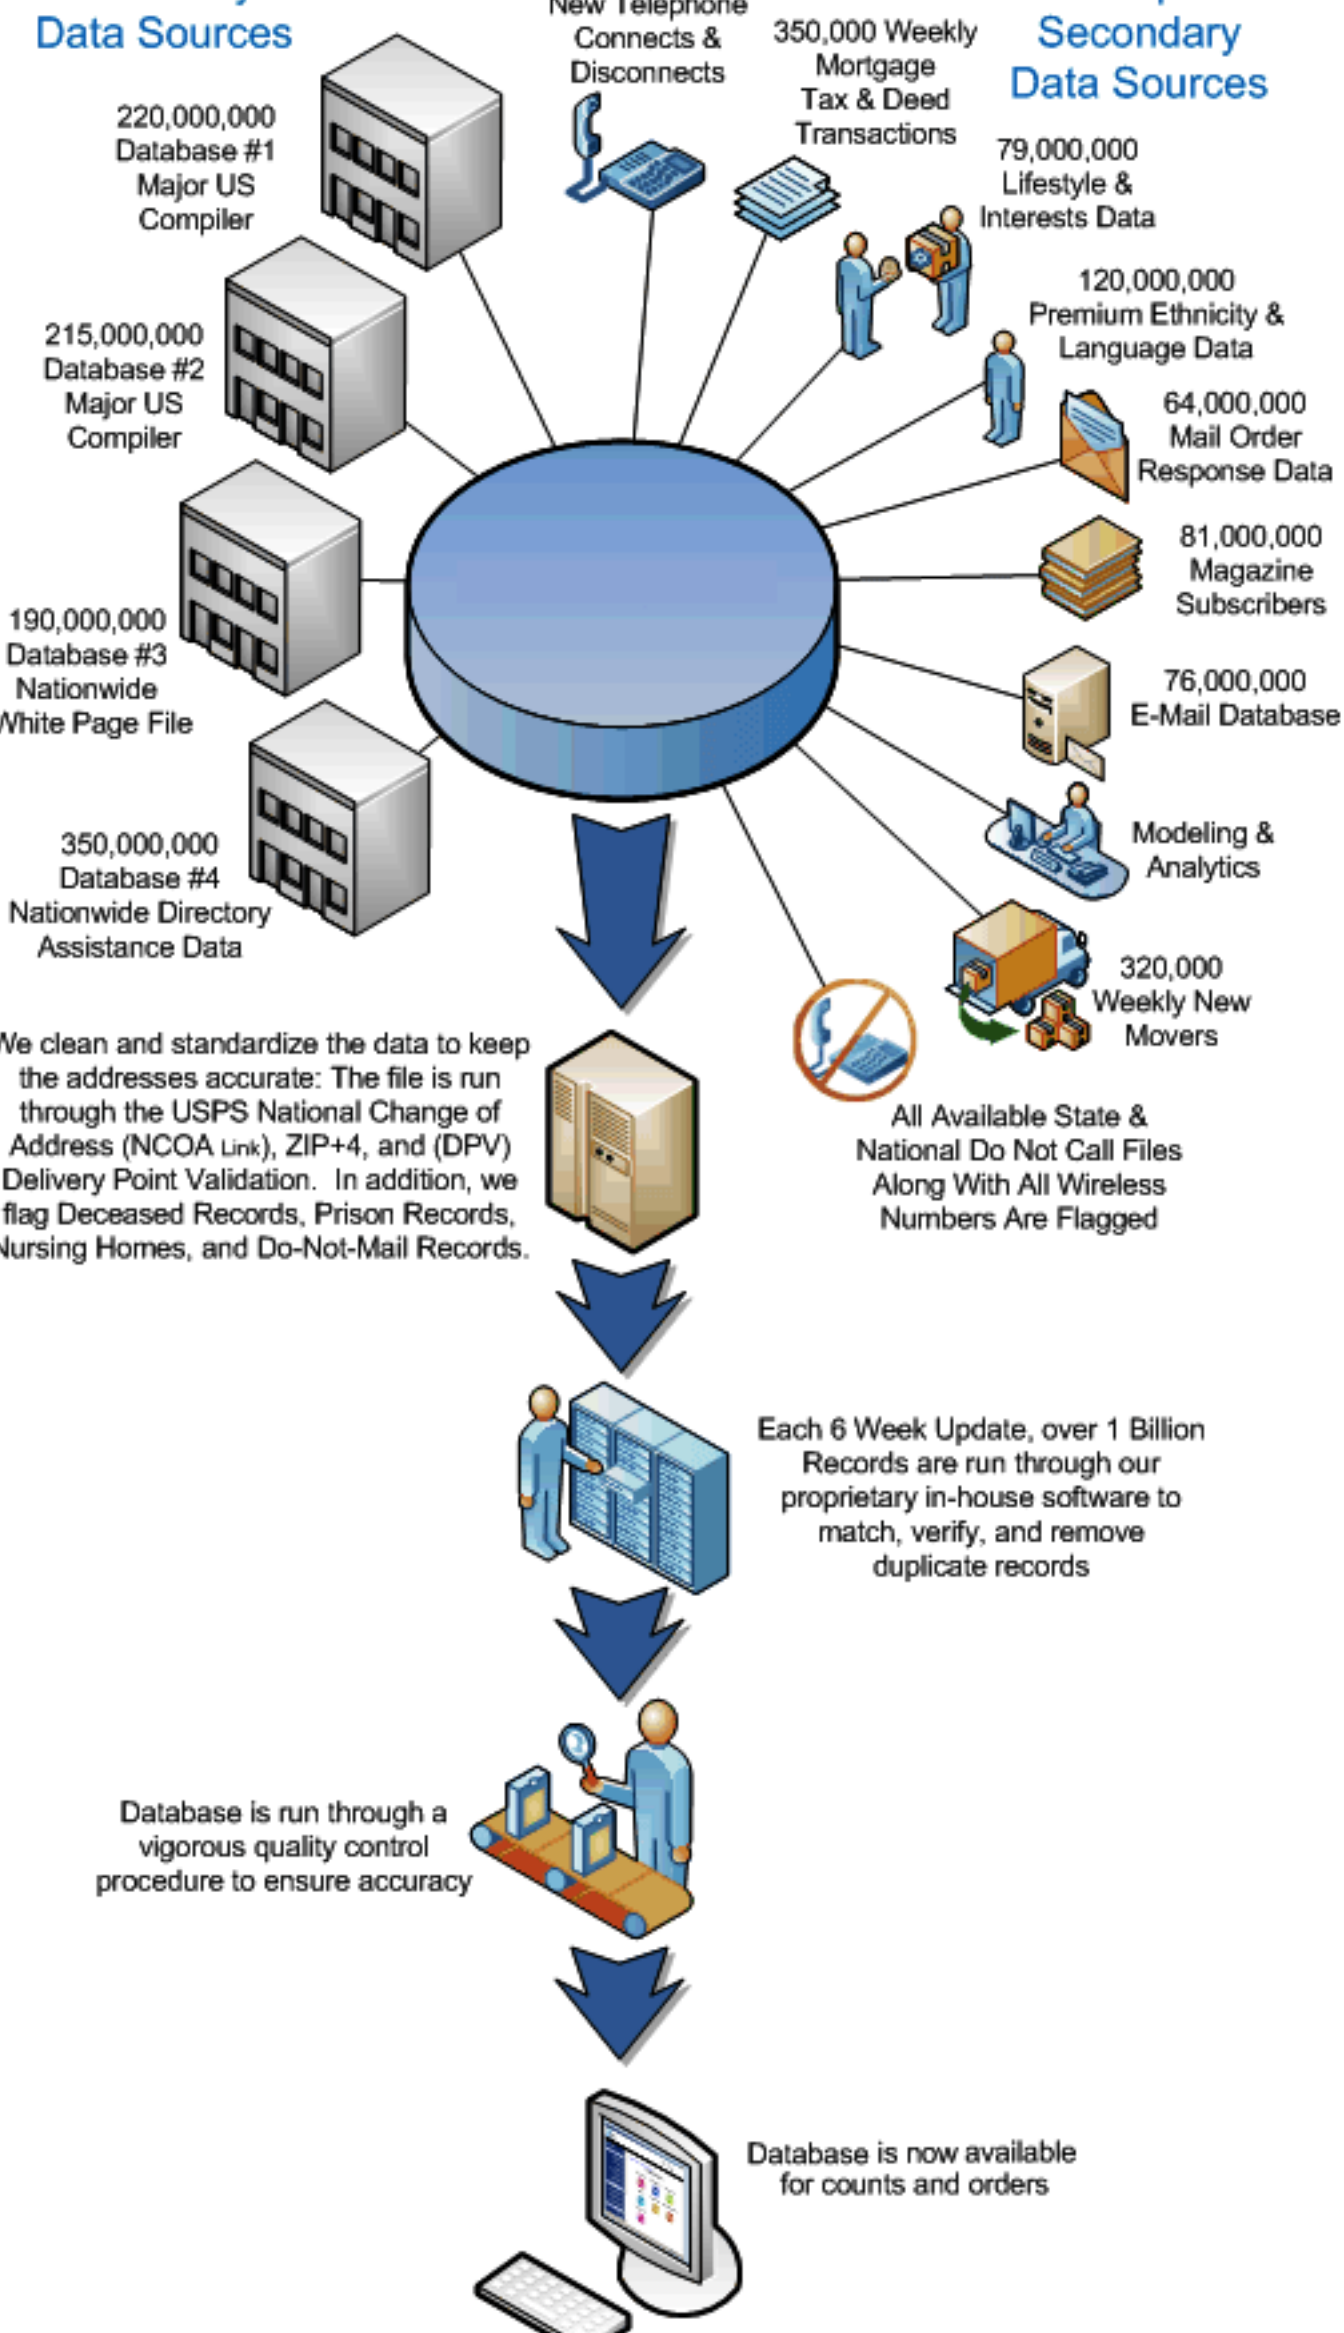 Data Sources
New Telephone
Connects &
Disconnects
350,000 Weekly
Mortgage
Tax & Deed
Transactions
Secondary
Data Sources
220,000,000
Database #1
Major US
Compiler
79,000,000
Lifestyle &
Interests Data
215,000,000
Database #2
Major US
Compiler
120,000,000
Premium Ethnicity &
Language Data
64,000,000
Mail Order
Response Data
81,000,000
Magazine
Subscribers
190,000,000
Database #3
Nationwide
White Page File
76,000,000
E-Mail Database
350,000,000
Database #4
Nationwide Directory
Assistance Data
Modeling &
Analytics
320,000
Weekly New
Movers
All Available State &
National Do Not Call Files
Along With All Wireless
Numbers Are Flagged
We clean and standardize the data to keep
the addresses accurate: The file is run
through the USPS National Change of
Address (NCOA Link), ZIP+4, and (DPV)
Delivery Point Validation. In addition, we
flag Deceased Records, Prison Records,
Nursing Homes, and Do-Not-Mail Records.
Each 6 Week Update, over 1 Billion
Records are run through our
proprietary in-house software to
match, verify, and remove
duplicate records
Database is run through a
vigorous quality control
procedure to ensure accuracy
Database is now available
for counts and orders